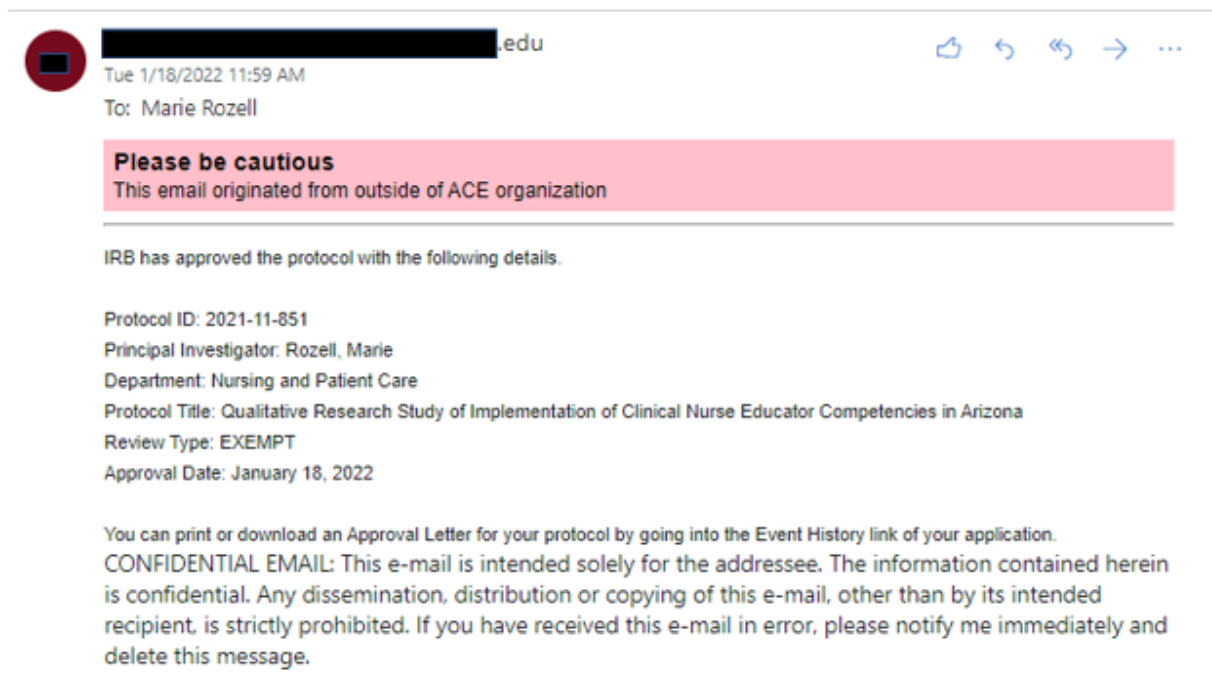 .edu
Tue 1/18/2022 11:59 AM
To: Marie Rozell
Please be cautious
This email originated from outside of ACE organization
IRB has approved the protocol with the following details.
Protocol ID: 2021-11-851
Principal Investigator: Rozell, Marie
Department: Nursing and Patient Care
Protocol Title: Qualitative Research Study of Implementation of Clinical Nurse Educator Competencies in Arizona
Review Type: EXEMPT
Approval Date: January 18, 2022
You can print or download an Approval Letter for your protocol by going into the Event History link of your application.
CONFIDENTIAL EMAIL: This e-mail is intended solely for the addressee. The information contained herein
is confidential. Any dissemination, distribution or copying of this e-mail, other than by its intended
recipient, is strictly prohibited. If you have received this e-mail in error, please notify me immediately and
delete this message.